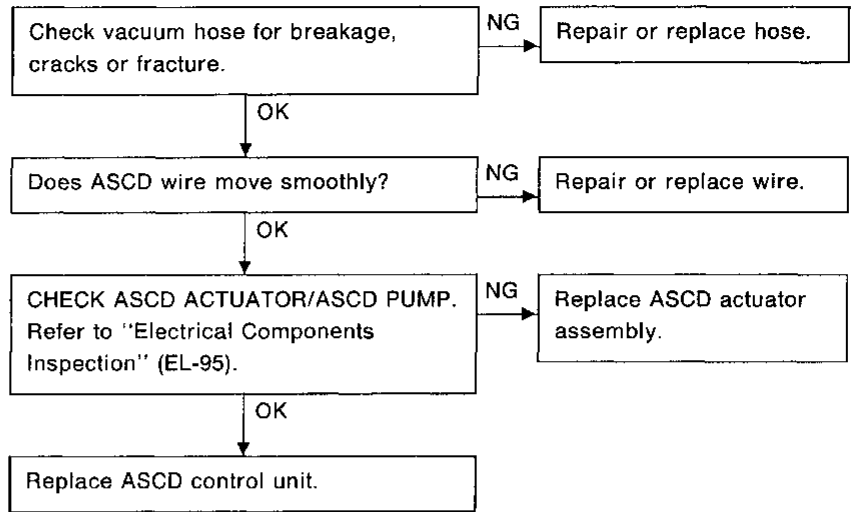 Check vacuum hose for breakage,
cracks or fracture.
NG
Repair or replace hose.
OK
Does ASCD wire move smoothly?
NG
Repair or replace wire.
OK
CHECK ASCD ACTUATOR/ASCD PUMP.
Refer to "Electrical Components
Inspection" (EL-95).
NG
Replace ASCD actuator
assembly.
OK
Replace ASCD control unit.